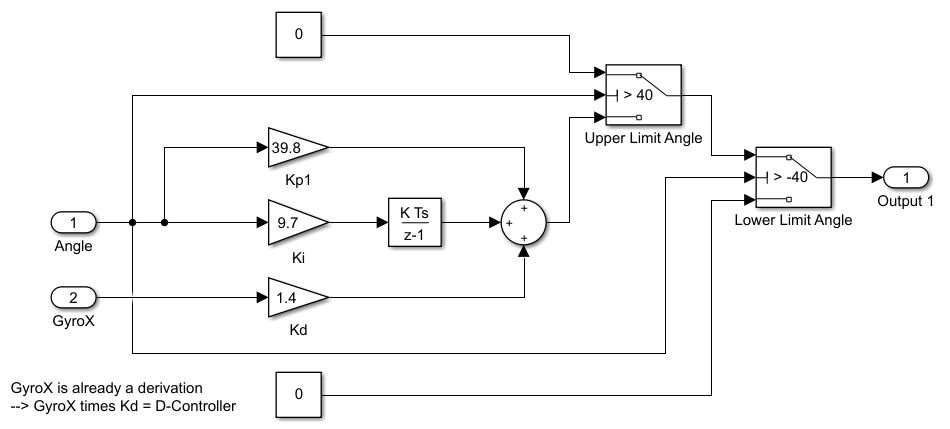 0
> 40
Upper Limit Angle
39.8
Kp1
> -40
Lower Limit Angle
1
Output 1
1
Angle
9.7
Ki
K Ts
z-1
+
+
+
2
GyroX
1.4
Kd
GyroX is already a derivation
--> GyroX times Kd = D-Controller
0